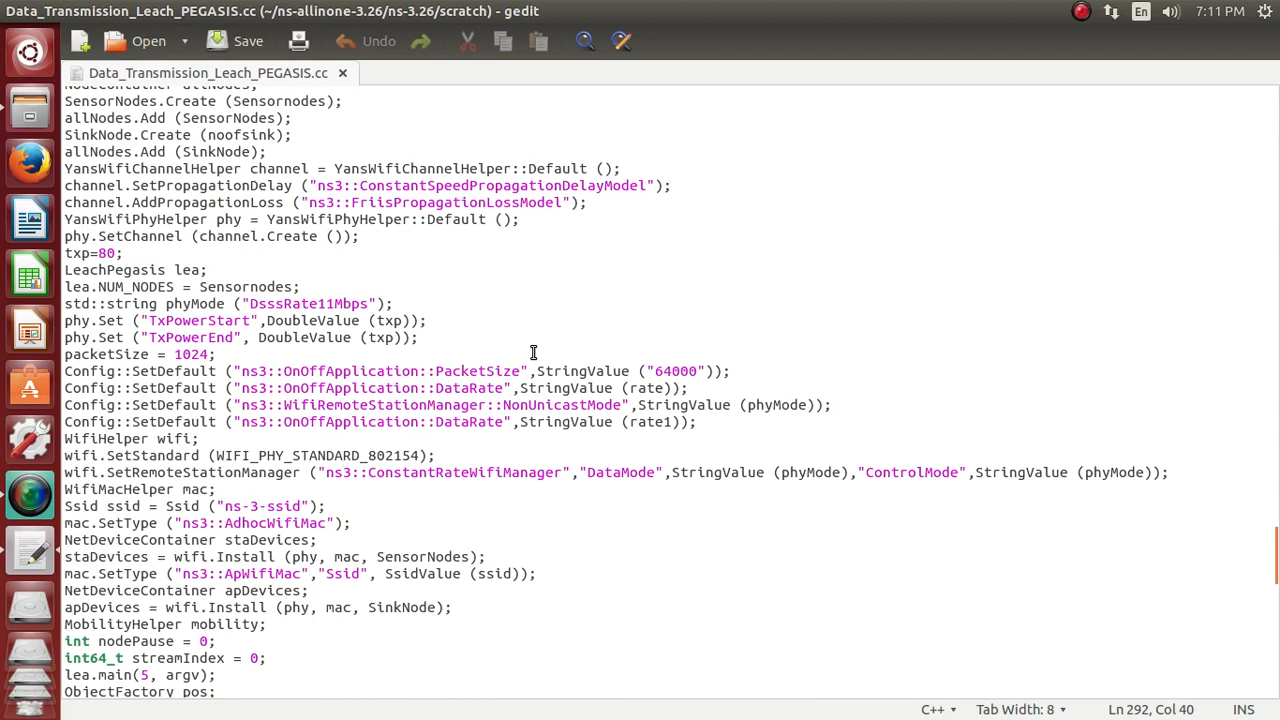 Data_Transmission_Leach_PEGASIS.cc (~/ns-allinone-3.26/ns-3.26/scratch) - gedit
En
7:11 PM
Open
Save
Undo
Data_Transmission_Leach_PEGASIS.cc
NodeContainer allNodes;
SensorNodes.Create (Sensornodes);
allNodes.Add (SensorNodes);
SinkNode.Create (noofsink);
allNodes.Add (SinkNode);
YansWifiChannelHelper channel = YansWifiChannelHelper::Default ();
channel.SetPropagationDelay ("ns3::ConstantSpeedPropagationDelayModel");
channel.AddPropagationLoss ("ns3::FriisPropagationLossModel");
YansWifiPhyHelper phy = YansWifiPhyHelper::Default ();
phy.SetChannel (channel.Create ());
txp=80;
LeachPegasis lea;
lea.NUM_NODES = Sensornodes;
std::string phyMode ("DsssRate11Mbps");
phy.Set ("TxPowerStart",DoubleValue (txp));
phy.Set ("TxPowerEnd", DoubleValue (txp));
packetSize = 1024;
Config::SetDefault ("ns3::OnOffApplication::PacketSize",StringValue ("64000"));
Config::SetDefault ("ns3::OnOffApplication::DataRate",StringValue (rate));
Config::SetDefault ("ns3::WifiRemoteStationManager::NonUnicastMode",StringValue (phyMode));
Config::SetDefault ("ns3::OnOffApplication::DataRate",StringValue (rate1));
WifiHelper wifi;
wifi.SetStandard (WIFI_PHY_STANDARD_802154);
wifi.SetRemoteStationManager ("ns3::ConstantRateWifiManager","DataMode",StringValue (phyMode),"ControlMode",StringValue (phyMode));
WifiMacHelper mac;
Ssid ssid = Ssid ("ns-3-ssid");
mac.SetType ("ns3::AdhocWifiMac");
NetDeviceContainer staDevices;
staDevices = wifi.Install (phy, mac, SensorNodes);
mac.SetType ("ns3::ApWifiMac","Ssid", SsidValue (ssid));
NetDeviceContainer apDevices;
apDevices = wifi.Install (phy, mac, SinkNode);
MobilityHelper mobility;
int nodePause = 0;
int64_t streamIndex = 0;
lea.main(5, argv);
ObjectFactory pos;
C++
Tab Width: 8
Ln 292, Col 40
INS